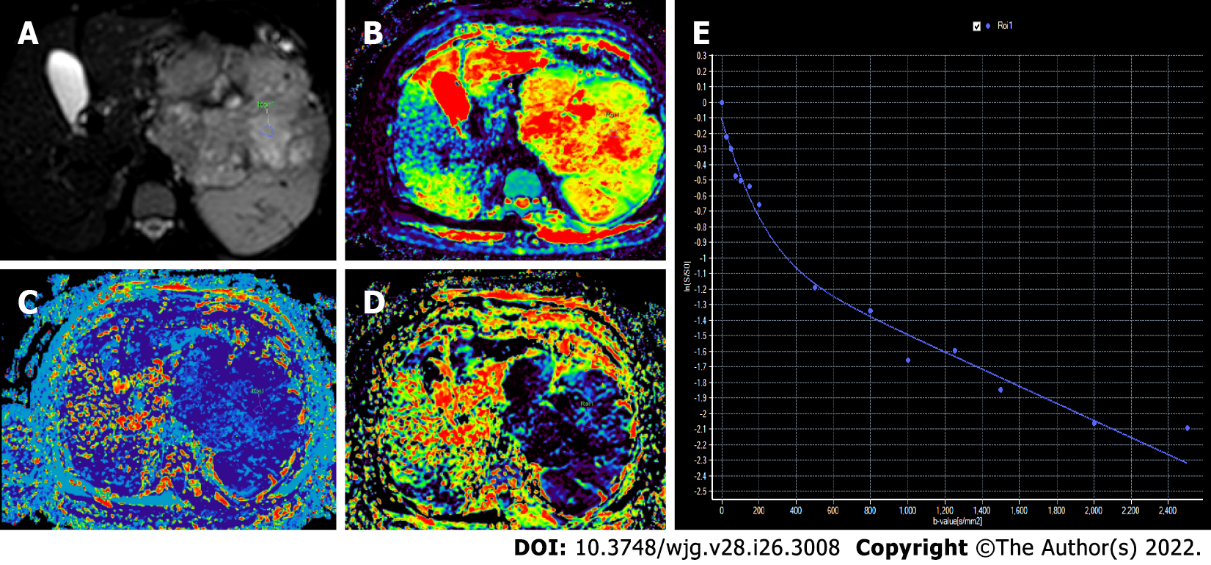 A
B
C
D
E
Roi1
0.3
0.2
0.1
0
-0.1
-0.2
-0.3
-0.4
-0.5
-0.6
-0.7
-0.8
-0.9
-1
-1.1
-1.2
-1.3
-1.4
-1.5
-1.6
-1.7
-1.8
-1.9
-2
-2.1
-2.2
-2.3
-2.4
-2.5
ln[S/S0]
0 200 400 600 800 1,000 1,200 1,400 1,600 1,800 2,000 2,200 2,400
b-value[s/mm2]
DOI: 10.3748/wjg.v28.i26.3008 Copyright ©The Author(s) 2022.